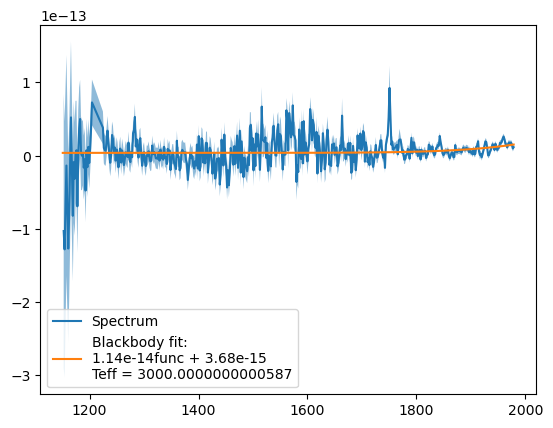 1e−13
1
0
−1
−2
−3
Spectrum
Blackbody fit:
1.14e-14func + 3.68e-15
Teff = 3000.0000000000587
1200 1400 1600 1800 2000